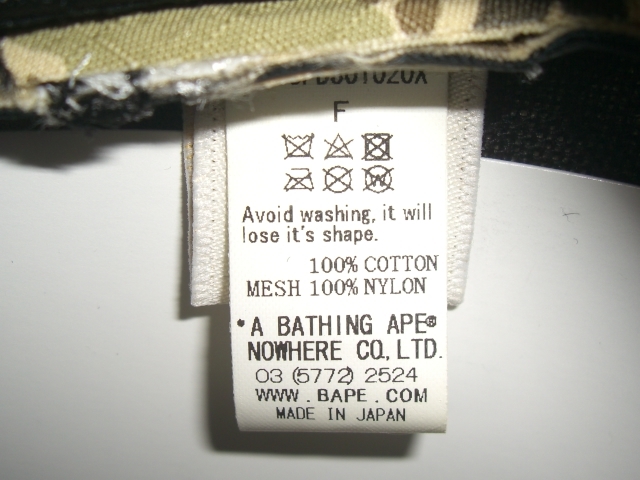 F
Avoid washing, it will
lose it's shape.
100% COTTON
MESH 100% NYLON
A BATHING APE®
NOWHERE CO., LTD.
03 (5772) 2524
WWW . BAPE . COM
MADE IN JAPAN